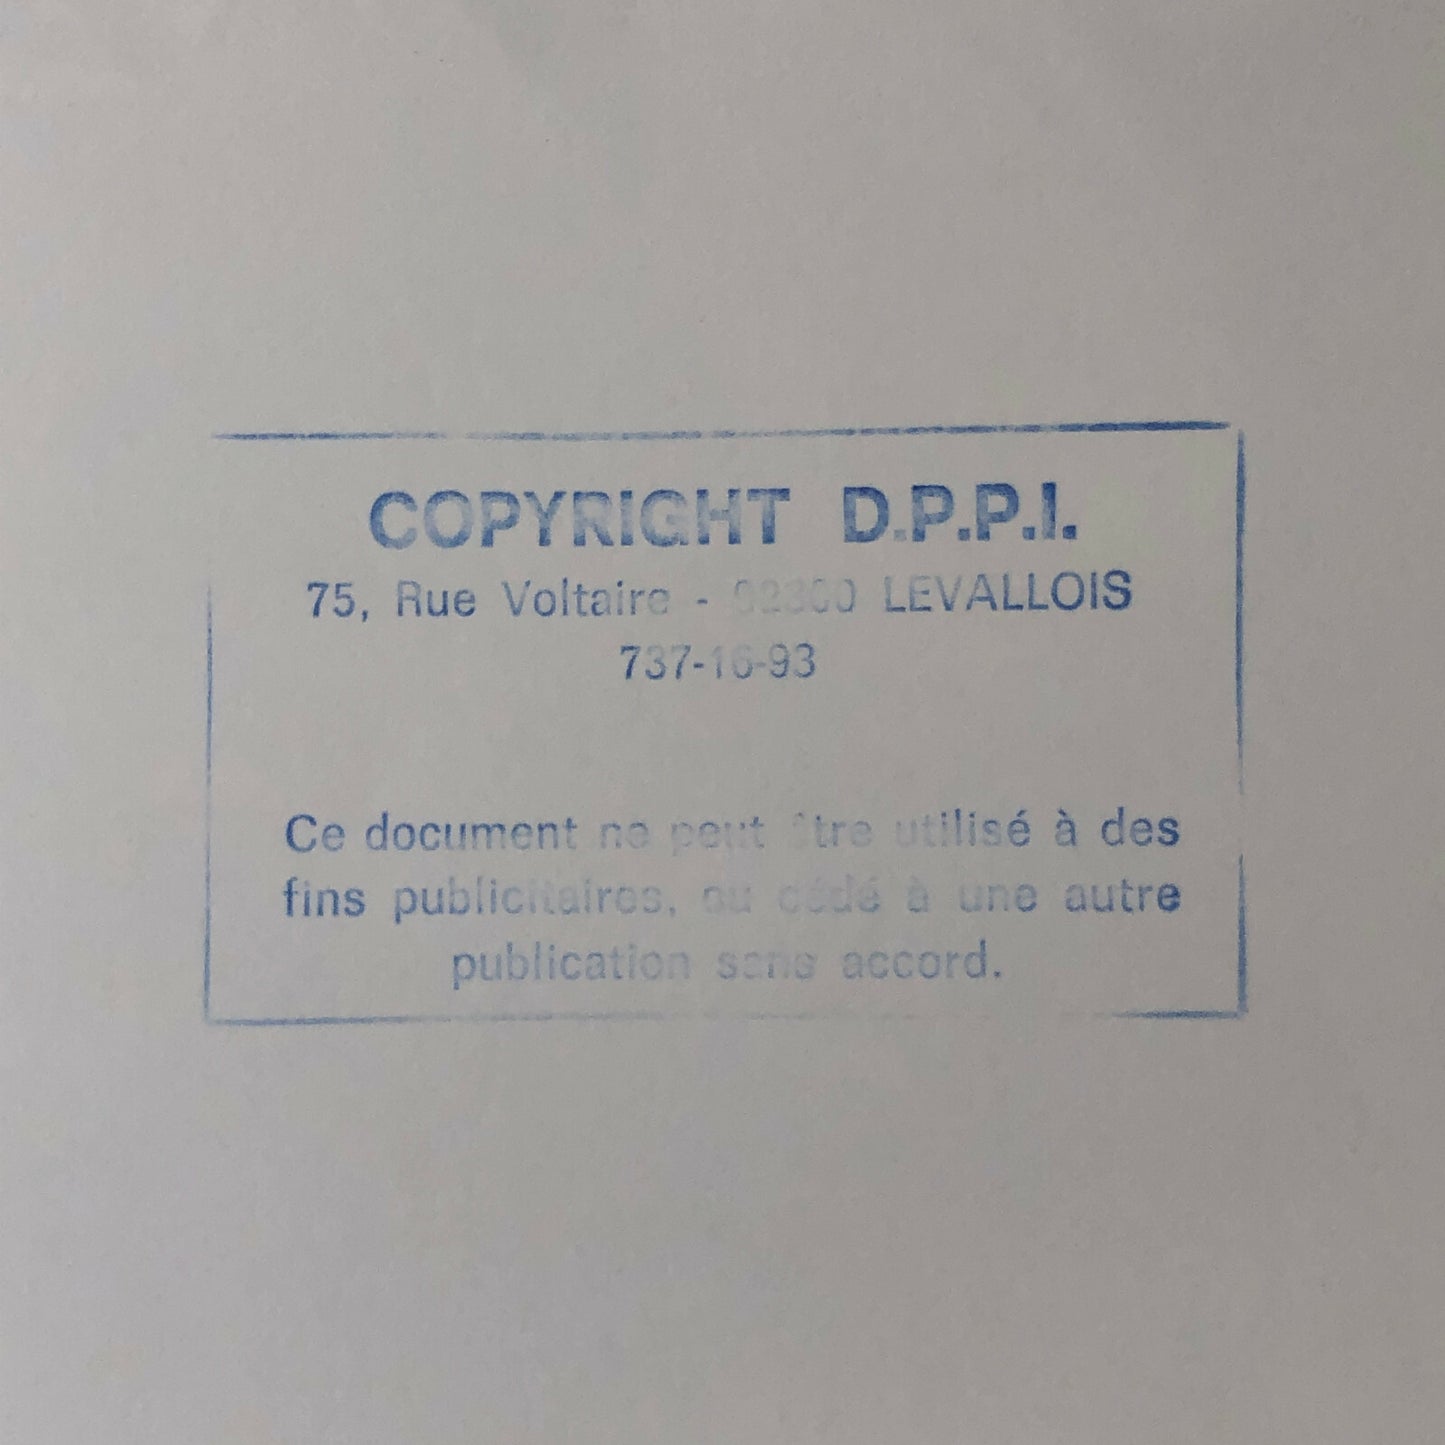 COPYRIGHT D.P.P.I.
75, Rue Voltaire - 92300 LEVALLOIS
737-16-93
Ce document ne peut être utilisé à des
fins publicitaires, ou cédé à une autre
publication sans accord.